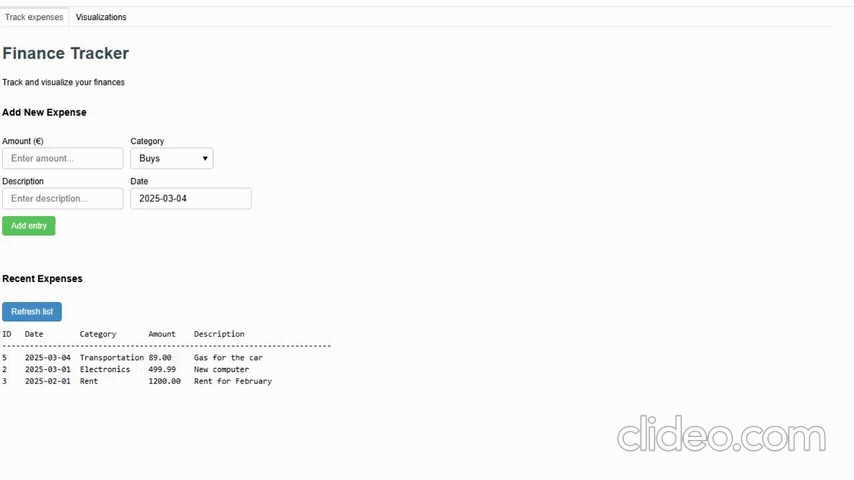 Track expenses Visualizations
Finance Tracker
Track and visualize your finances
Add New Expense
Amount (€) Category
Enter amount... Buys
Description Date
Enter description... 2025-03-04
Add entry
Recent Expenses
Refresh list
ID Date Category Amount Description
--------------------------------------------------------------------------
5 2025-03-04 Transportation 89.00 Gas for the car
2 2025-03-01 Electronics 499.99 New computer
3 2025-02-01 Rent 1200.00 Rent for February
clideo.com